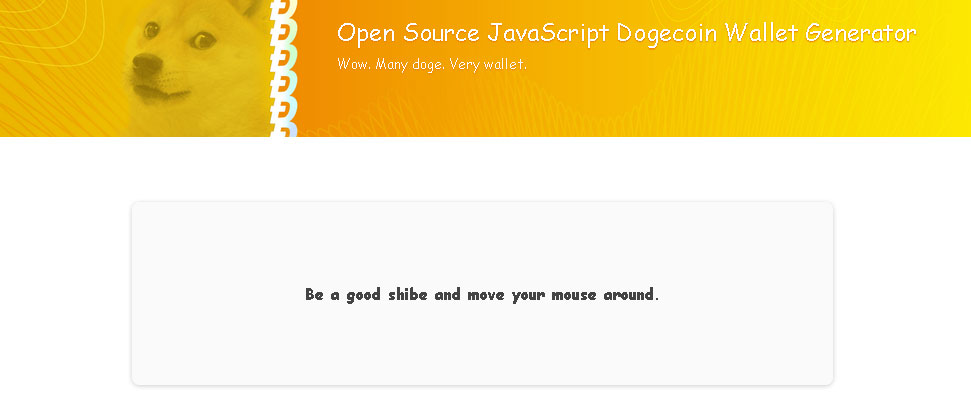 Open Source JavaScript Dogecoin Wallet Generator
Wow. Many doge. Very wallet.
Be a good shibe and move your mouse around.